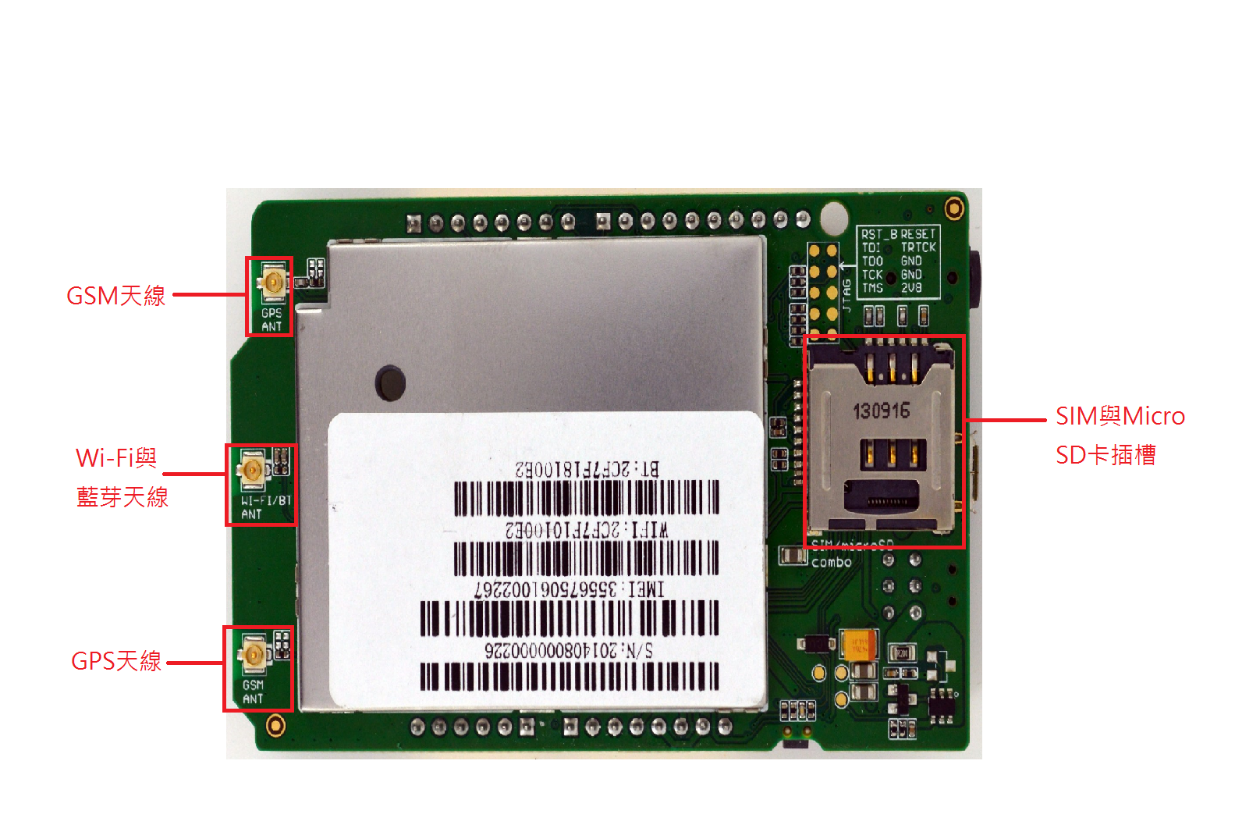 GSM天線
GPS
ANT
Wi-Fi與
藍芽天線
WI-FI/BT
ANT
GPS天線
GSM
ANT
RST_B RESET
TDI TRTCK
TDO GND
TCK GND
TMS 2V8
JTAG
130916
SIM與Micro
SD卡插槽
SIM/microSD
combo
BT:2CF7F18100E2
WIFI:2CF7F10100E2
IMEI:355675061002267
S/N:20140800000226